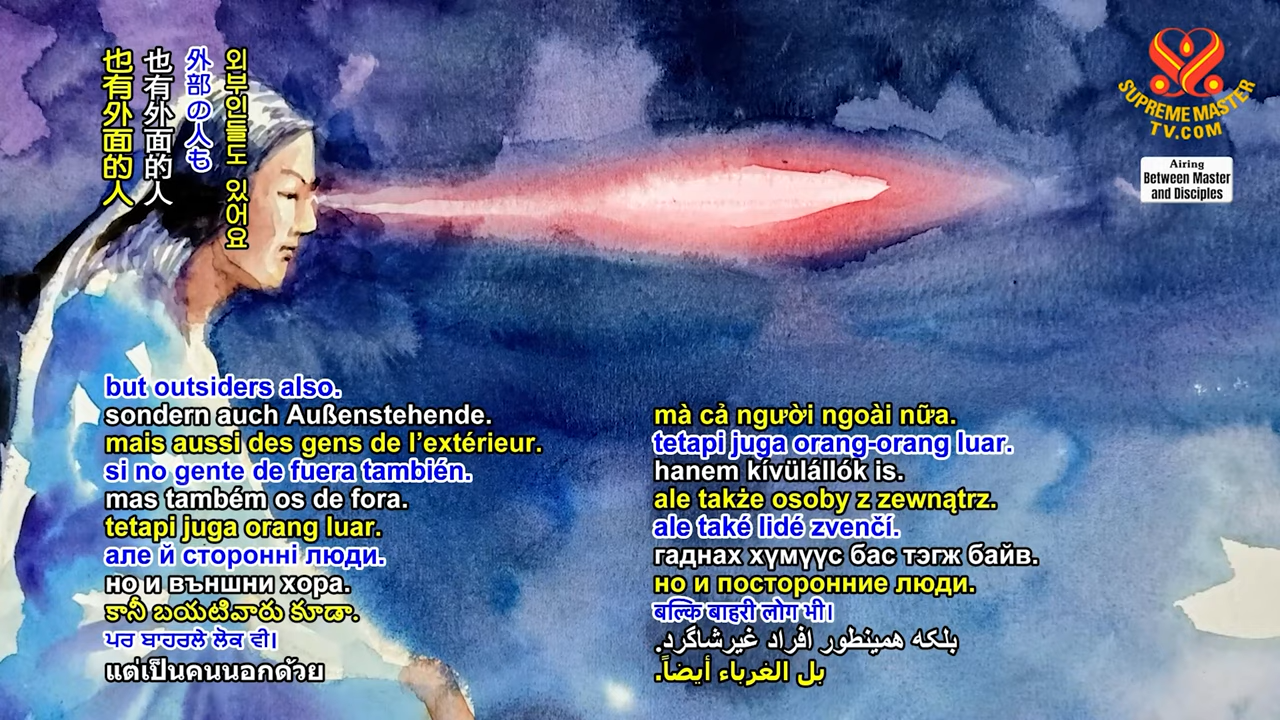 也有外面的人
也有外面的人
外部の人も
외부인들도 있어요
SUPREME MASTER
TV.COM
Airing
Between Master
and Disciples
but outsiders also.
sondern auch Außenstehende.
mais aussi des gens de l’extérieur.
si no gente de fuera también.
mas também os de fora.
tetapi juga orang luar.
але й сторонні люди.
но и външни хора.
కానీ బయటివారు కూడా.
ਪਰ ਬਾਹਰਲੇ ਲੋਕ ਵੀ।
แต่เป็นคนนอกด้วย
mà cả người ngoài nữa.
tetapi juga orang-orang luar.
hanem kívülállók is.
ale także osoby z zewnątrz.
ale také lidé zvenčí.
гаднах хүмүүс бас тэгж байв.
но и посторонние люди.
बल्कि बाहरी लोग भी।
بلکه همینطور افراد غیرشاگرد.
بل الغرباء أيضاً.